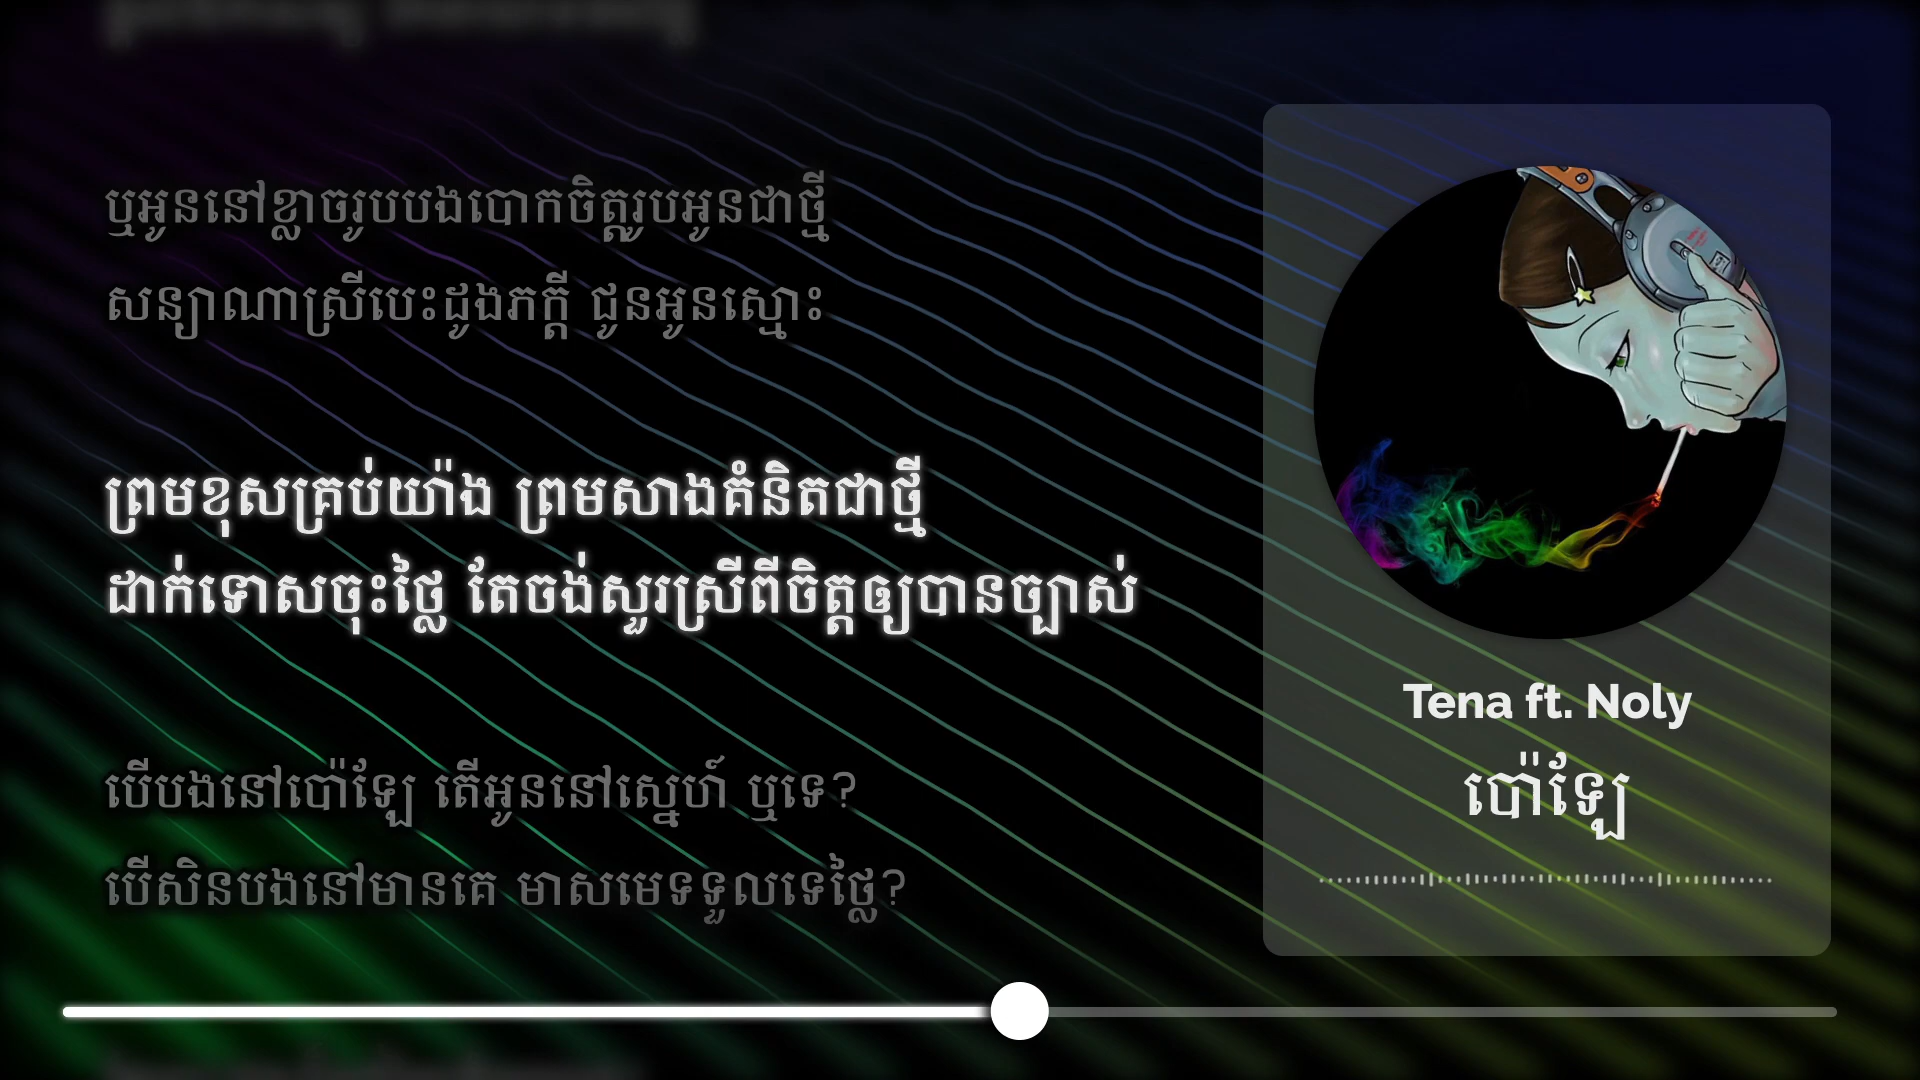 ឬអូននៅខ្លាចរូបបងបោកចិត្តរូបអូនជាថ្មី
សន្យាណាស្រីបេះដូងភក្ដី ជូនអូនស្មោះ
ព្រមខុសគ្រប់យ៉ាង ព្រមសាងគំនិតជាថ្មី
ដាក់ទោសចុះថ្លៃ តែចង់សួរស្រីពីចិត្តឲ្យបានច្បាស់
បើបងនៅប៉ោឡែ តើអូននៅស្នេហ៍ ឬទេ?
បើសិនបងនៅមានគេ មាសមេទទួលទេថ្លៃ?
Tena ft. Noly
ប៉ោឡែ